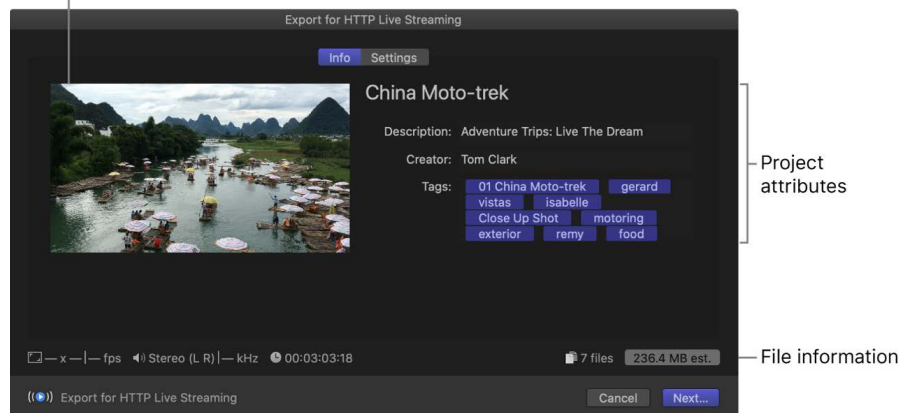 Export for HTTP Live Streaming
Info Settings
China Moto-trek
Description: Adventure Trips: Live The Dream
Creator: Tom Clark
Tags: 01 China Moto-trek gerard
vistas isabelle
Close Up Shot motoring
exterior remy food
Project
attributes
— x — | — fps Stereo (L R) | — kHz 00:03:03:18 7 files 236.4 MB est.
File information
Export for HTTP Live Streaming Cancel Next...